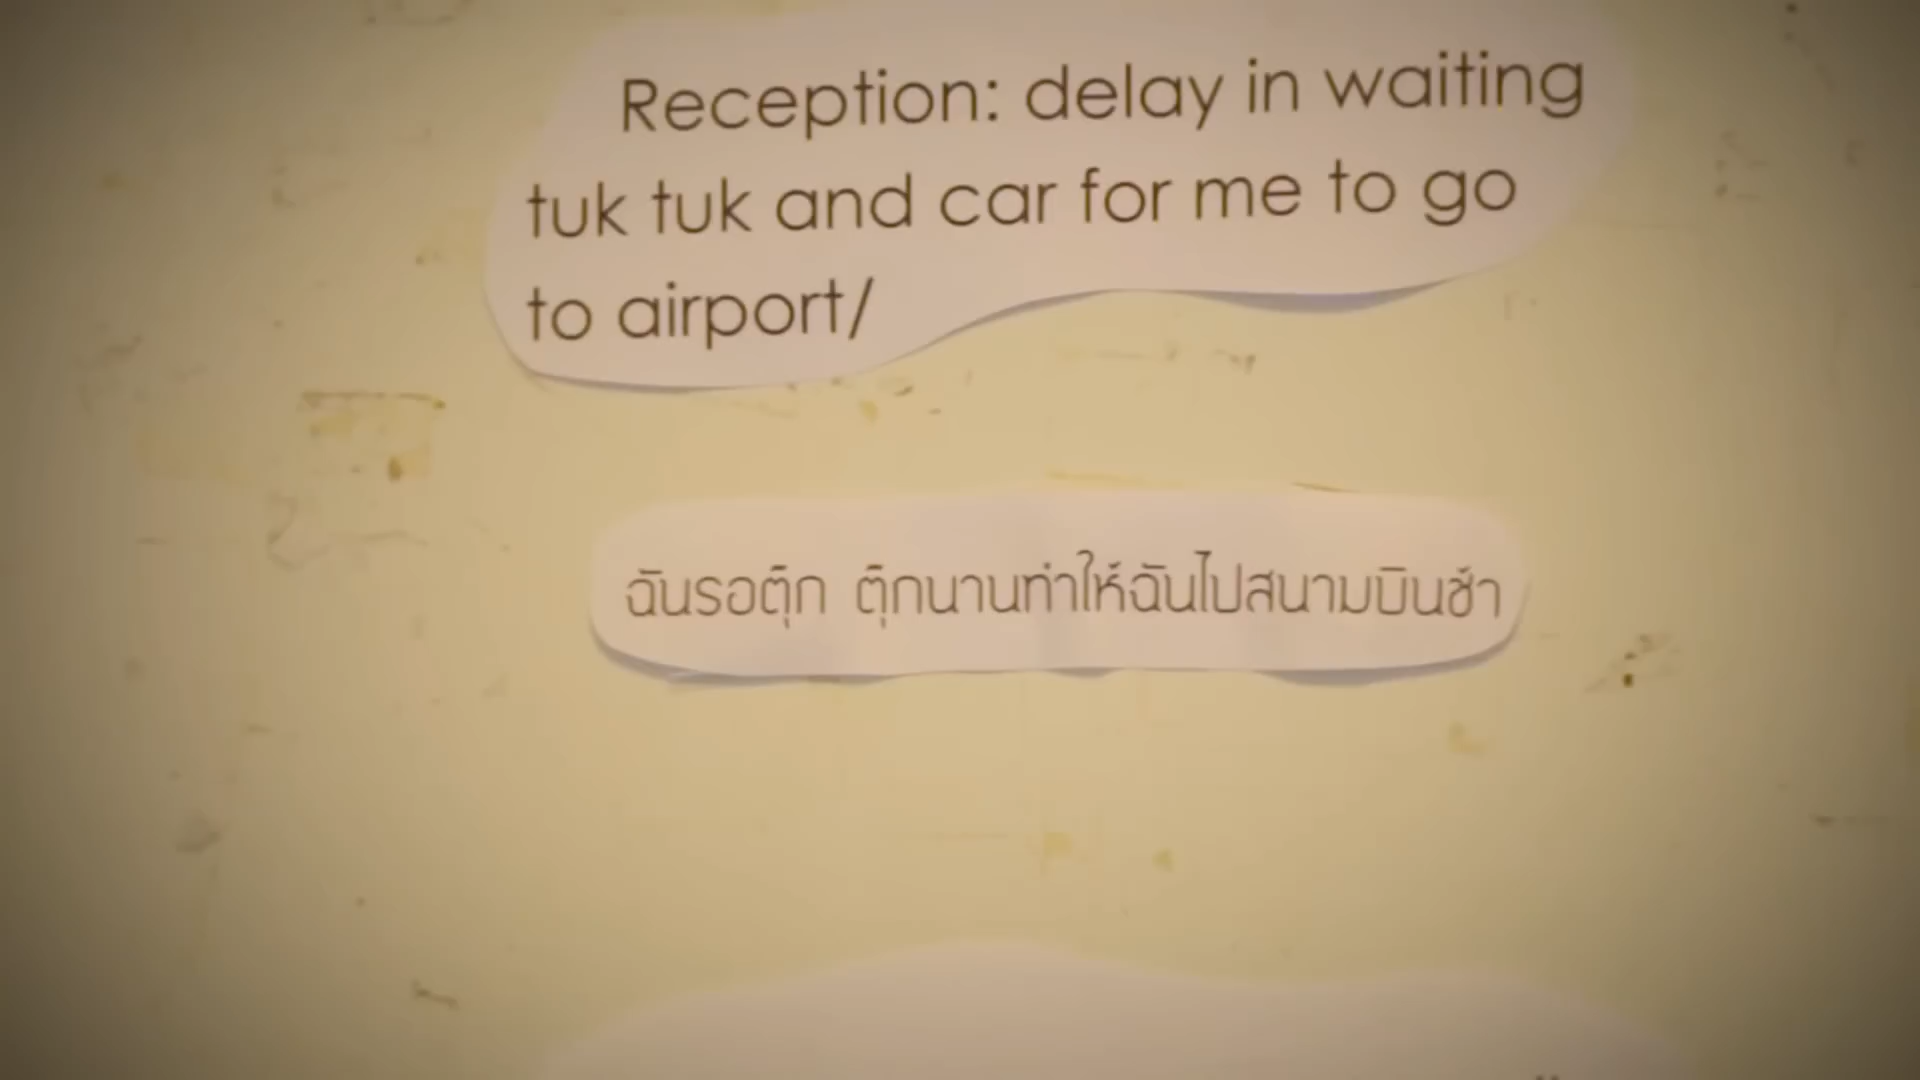 Reception: delay in waiting
tuk tuk and car for me to go
to airport/
ฉันรอตุ๊ก ตุ๊กนานทำให้ฉันไปสนามบินช้า